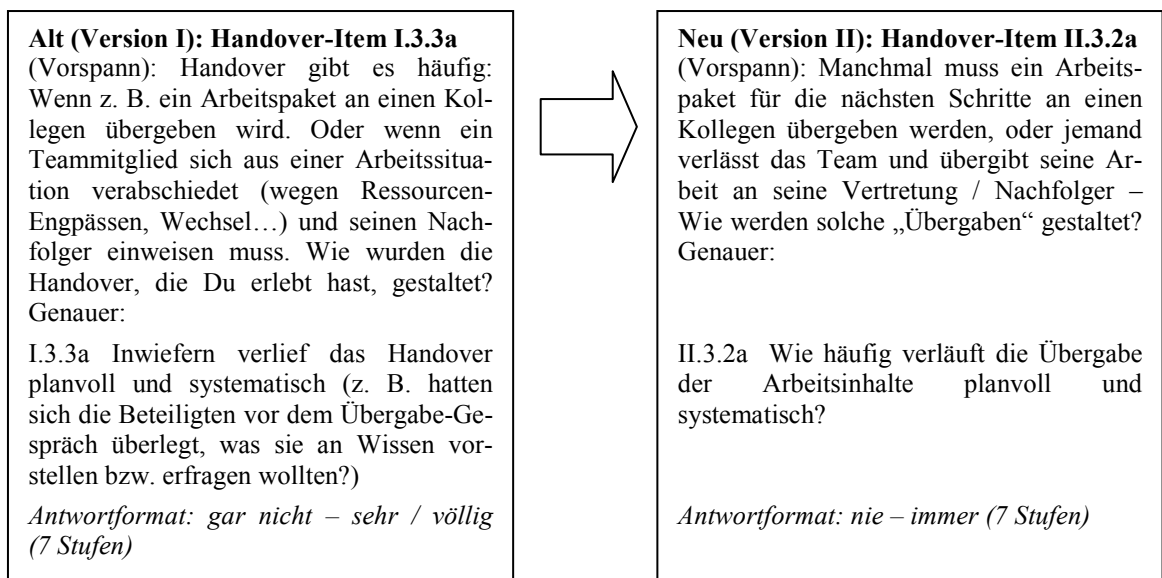 Alt (Version I): Handover-Item I.3.3a
(Vorspann): Handover gibt es häufig:
Wenn z. B. ein Arbeitspaket an einen Kol-
legen übergeben wird. Oder wenn ein
Teammitglied sich aus einer Arbeitssitua-
tion verabschiedet (wegen Ressourcen-
Engpässen, Wechsel…) und seinen Nach-
folger einweisen muss. Wie wurden die
Handover, die Du erlebt hast, gestaltet?
Genauer:
I.3.3a Inwiefern verlief das Handover
planvoll und systematisch (z. B. hatten
sich die Beteiligten vor dem Übergabe-Ge-
spräch überlegt, was sie an Wissen vor-
stellen bzw. erfragen wollten?)
Antwortformat: gar nicht – sehr / völlig
(7 Stufen)
Neu (Version II): Handover-Item II.3.2a
(Vorspann): Manchmal muss ein Arbeits-
paket für die nächsten Schritte an einen
Kollegen übergeben werden, oder jemand
verlässt das Team und übergibt seine Ar-
beit an seine Vertretung / Nachfolger –
Wie werden solche „Übergaben“ gestaltet?
Genauer:
II.3.2a Wie häufig verläuft die Übergabe
der Arbeitsinhalte planvoll und
systematisch?
Antwortformat: nie – immer (7 Stufen)